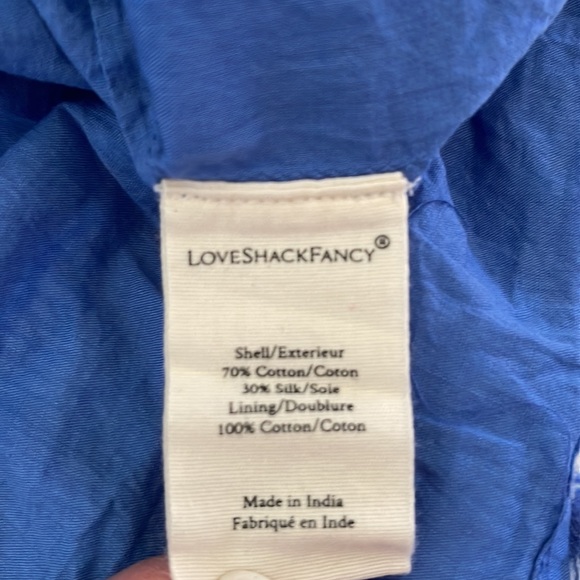 LOVESHACKFANCY®
Shell/Exterieur
70% Cotton/Coton
30% Silk/Soie
Lining/Doublure
100% Cotton/Coton
Made in India
Fabriqué en Inde